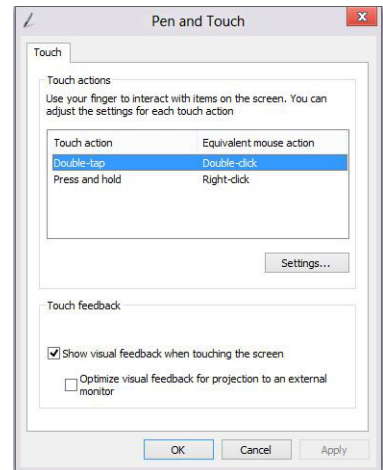 Pen and Touch
Touch
Touch actions
Use your finger to interact with items on the screen. You can
adjust the settings for each touch action
Touch action Equivalent mouse action
Double-tap Double-click
Press and hold Right-click
Settings...
Touch feedback
Show visual feedback when touching the screen
Optimize visual feedback for projection to an external
monitor
OK Cancel Apply